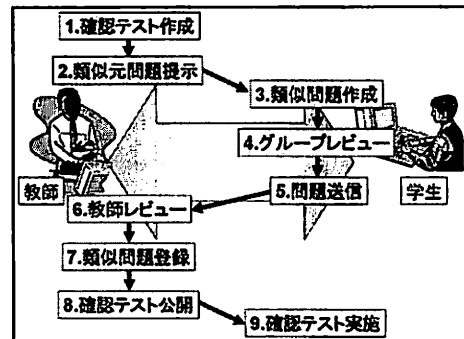 1.確認テスト作成
2.類似元問題提示
3.類似問題作成
4.グループレビュー
教師
5.問題送信
学生
6.教師レビュー
7.類似問題登録
8.確認テスト公開
9.確認テスト実施